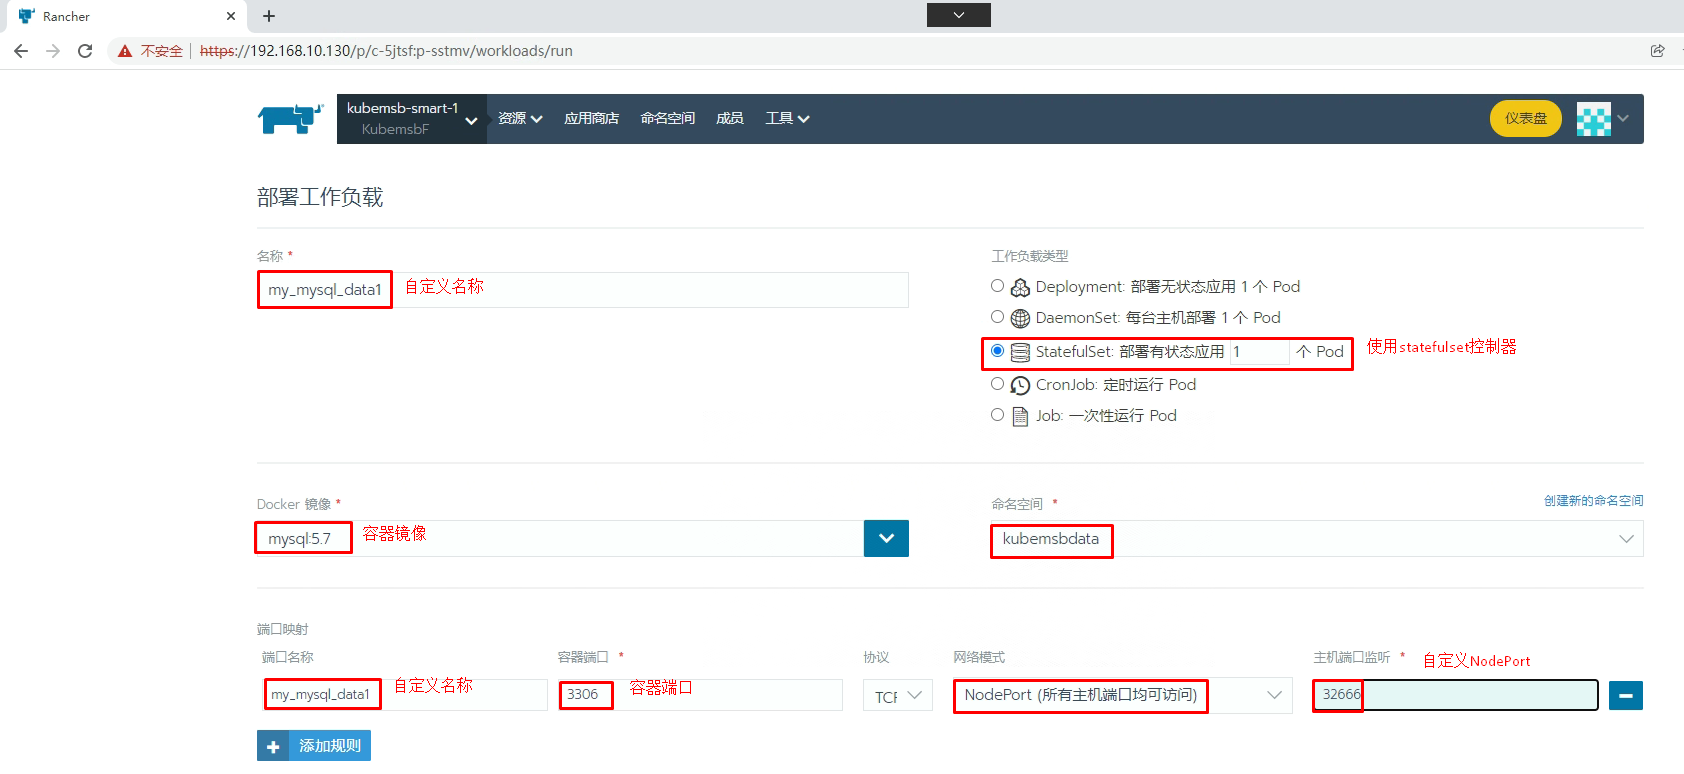 Rancher
不安全 https://192.168.10.130/p/c-5jtsf:p-sstmv/workloads/run
kubemsb-smart-1
KubemsbF
资源 应用商店 命名空间 成员 工具 仪表盘
部署工作负载
名称 *
my_mysql_data1 自定义名称
工作负载类型
Deployment: 部署无状态应用 1 个 Pod
DaemonSet: 每台主机部署 1 个 Pod
StatefulSet: 部署有状态应用 1 个 Pod 使用statefulset控制器
CronJob: 定时运行 Pod
Job: 一次性运行 Pod
Docker 镜像 *
mysql:5.7 容器镜像
命名空间 * 创建新的命名空间
kubemsbdata
端口映射
端口名称 容器端口 * 协议 网络模式 主机端口监听 * 自定义NodePort
my_mysql_data1 自定义名称 3306 容器端口 TCP NodePort (所有主机端口均可访问) 32666
添加规则